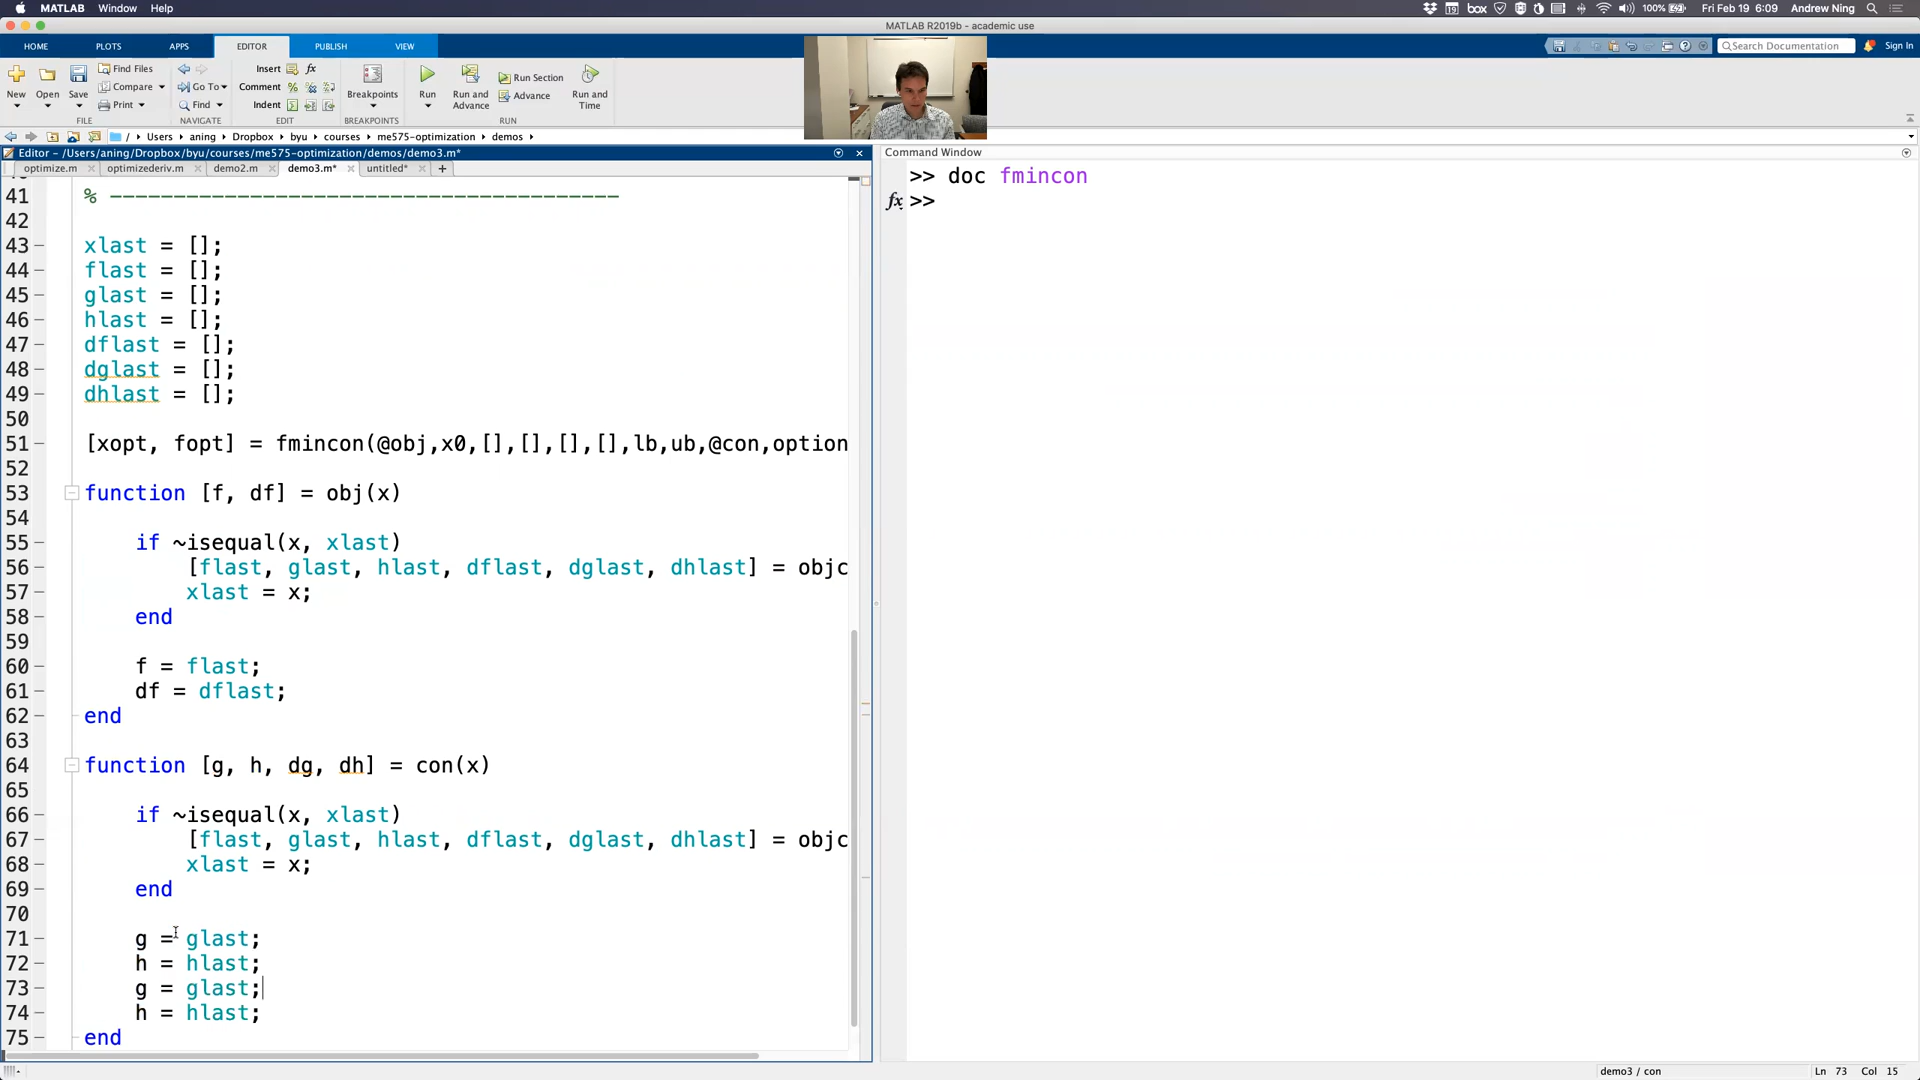 MATLAB Window Help
19 box 100% Fri Feb 19 6:09 Andrew Ning
MATLAB R2019b - academic use
HOME PLOTS APPS EDITOR PUBLISH VIEW
Search Documentation Sign In
New Open Save Find Files Compare Print
Go To Find
Insert fx
Comment
Indent
Breakpoints
Run
Run and Advance
Run Section
Advance
Run and Time
FILE NAVIGATE EDIT BREAKPOINTS RUN
/ Users aning Dropbox byu courses me575-optimization demos
Editor - /Users/aning/Dropbox/byu/courses/me575-optimization/demos/demo3.m*
optimize.m optimizederiv.m demo2.m demo3.m* untitled* +
41 % ----------------------------------------
42
43 xlast = [];
44 flast = [];
45 glast = [];
46 hlast = [];
47 dflast = [];
48 dglast = [];
49 dhlast = [];
50
51 [xopt, fopt] = fmincon(@obj,x0,[],[],[],[],lb,ub,@con,option
52
53 function [f, df] = obj(x)
54
55 if ~isequal(x, xlast)
56 [flast, glast, hlast, dflast, dglast, dhlast] = objc
57 xlast = x;
58 end
59
60 f = flast;
61 df = dflast;
62 end
63
64 function [g, h, dg, dh] = con(x)
65
66 if ~isequal(x, xlast)
67 [flast, glast, hlast, dflast, dglast, dhlast] = objc
68 xlast = x;
69 end
70
71 g = glast;
72 h = hlast;
73 g = glast;
74 h = hlast;
75 end
Command Window
>> doc fmincon
fx >>
demo3 / con Ln 73 Col 15